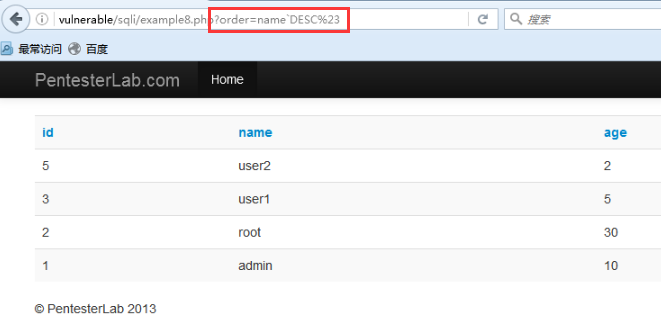 vulnerable/sqli/example8.php?order=name`DESC%23
搜索
最常访问 百度
PentesterLab.com Home
id name age
5 user2 2
3 user1 5
2 root 30
1 admin 10
© PentesterLab 2013